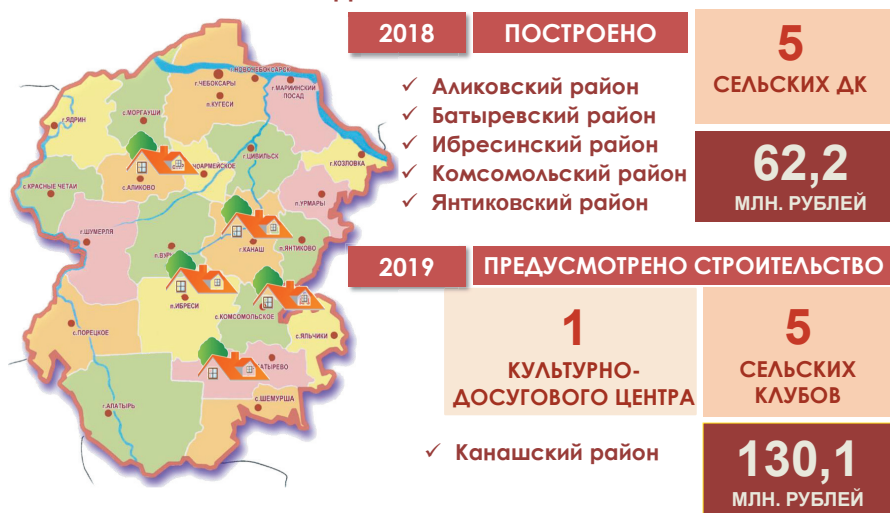 2018
ПОСТРОЕНО
✓ Аликовский район
✓ Батыревский район
✓ Ибресинский район
✓ Комсомольский район
✓ Янтиковский район
5
СЕЛЬСКИХ ДК
62,2
МЛН. РУБЛЕЙ
2019
ПРЕДУСМОТРЕНО СТРОИТЕЛЬСТВО
1
КУЛЬТУРНО-
ДОСУГОВОГО ЦЕНТРА
5
СЕЛЬСКИХ
КЛУБОВ
✓ Канашский район
130,1
МЛН. РУБЛЕЙ
г.ЧЕБОКСАРЫ
п.КУГЕСИ
г.МАРИИНСКИЙ
ПОСАД
с.МОРГАУШИ
г.ЯДРИН
г.ЦИВИЛЬСК
г.КОЗЛОВКА
с.КРАСНЫЕ ЧЕТАИ
с.АЛИКОВО
п.УРМАРЫ
г.ШУМЕРЛЯ
г.КАНАШ
п.ЯНТИКОВО
п.ИБРЕСИ
с.КОМСОМОЛЬСКОЕ
с.ПОРЕЦКОЕ
с.ЯЛЬЧИКИ
с.ШЕМУРША
г.АЛАТЫРЬ